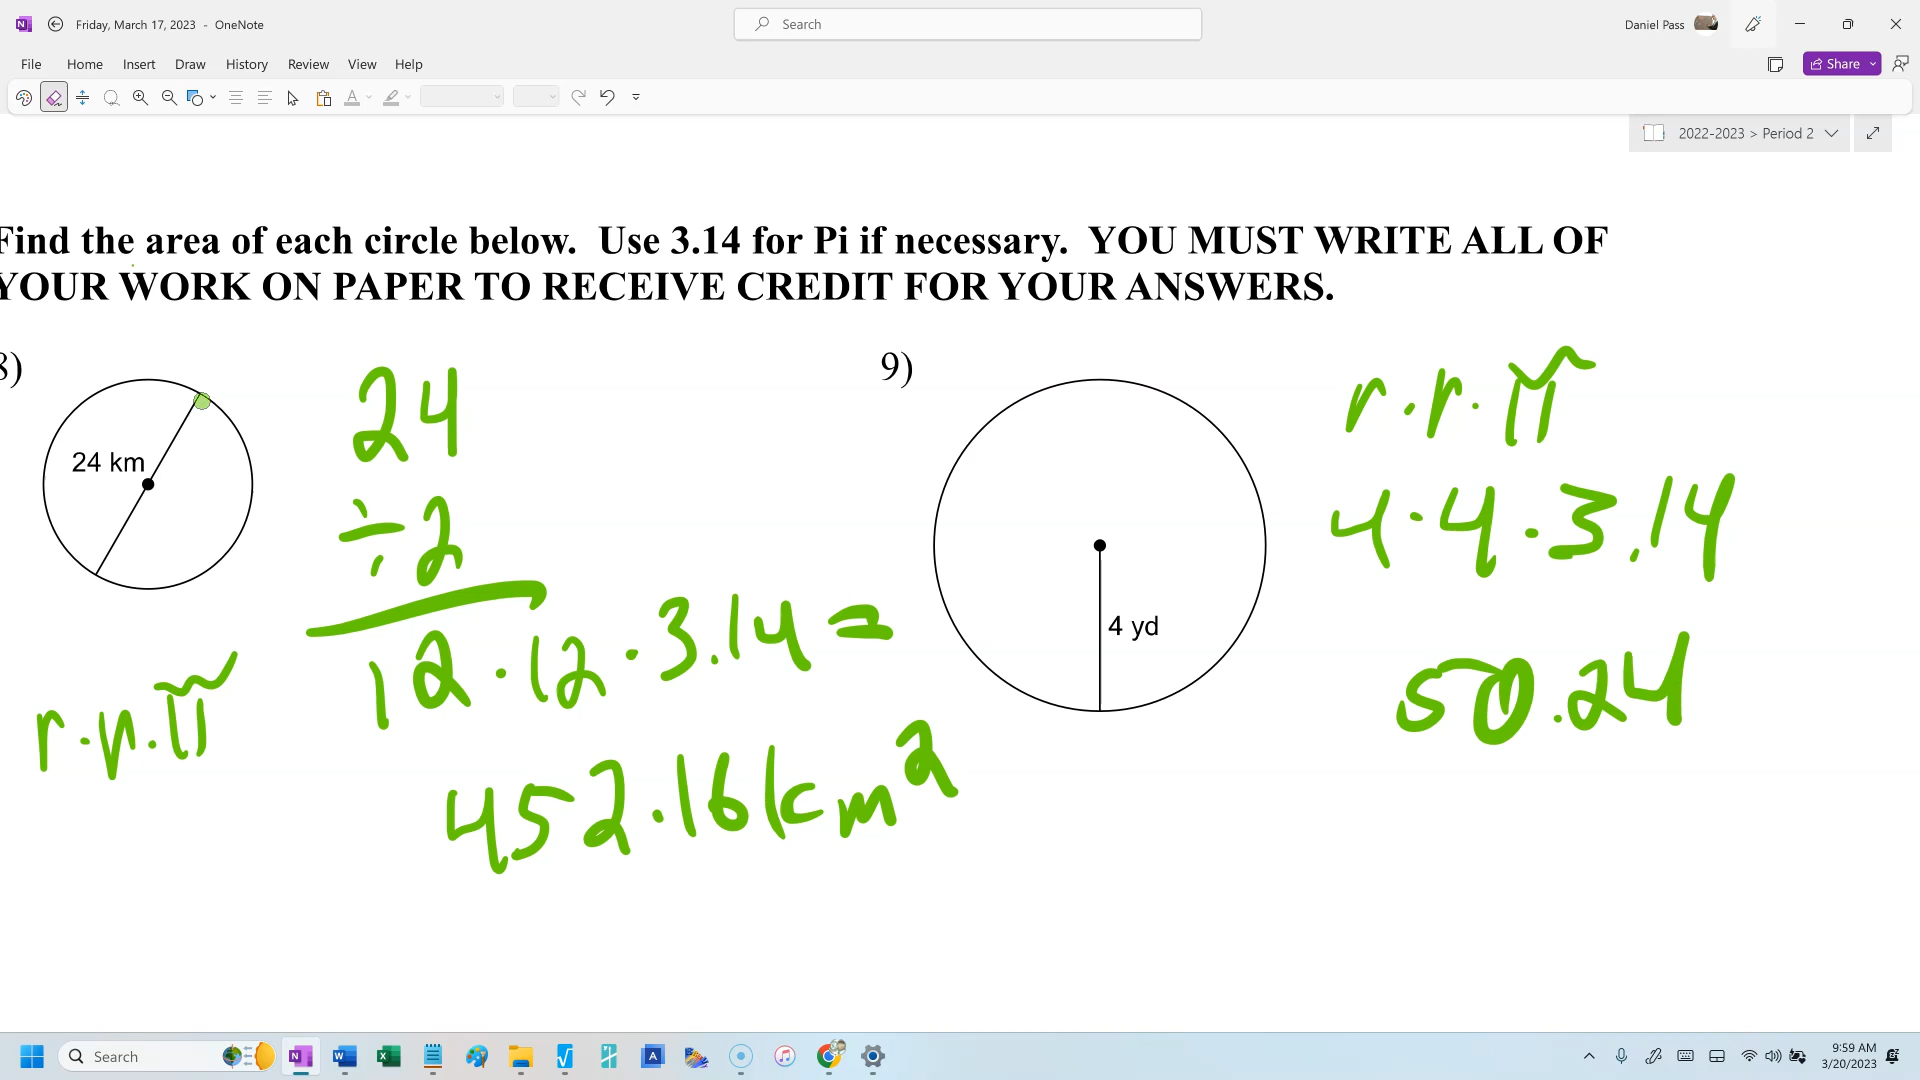 Friday, March 17, 2023 - OneNote
Search
Daniel Pass
File Home Insert Draw History Review View Help
Share
2022-2023 > Period 2
Find the area of each circle below. Use 3.14 for Pi if necessary. YOU MUST WRITE ALL OF
YOUR WORK ON PAPER TO RECEIVE CREDIT FOR YOUR ANSWERS.
8)
24 km
24
÷2
12·12·3.14=
r·r·π
452.16km²
9)
4 yd
r·r·π
4·4·3.14
50.24
Search
9:59 AM
3/20/2023